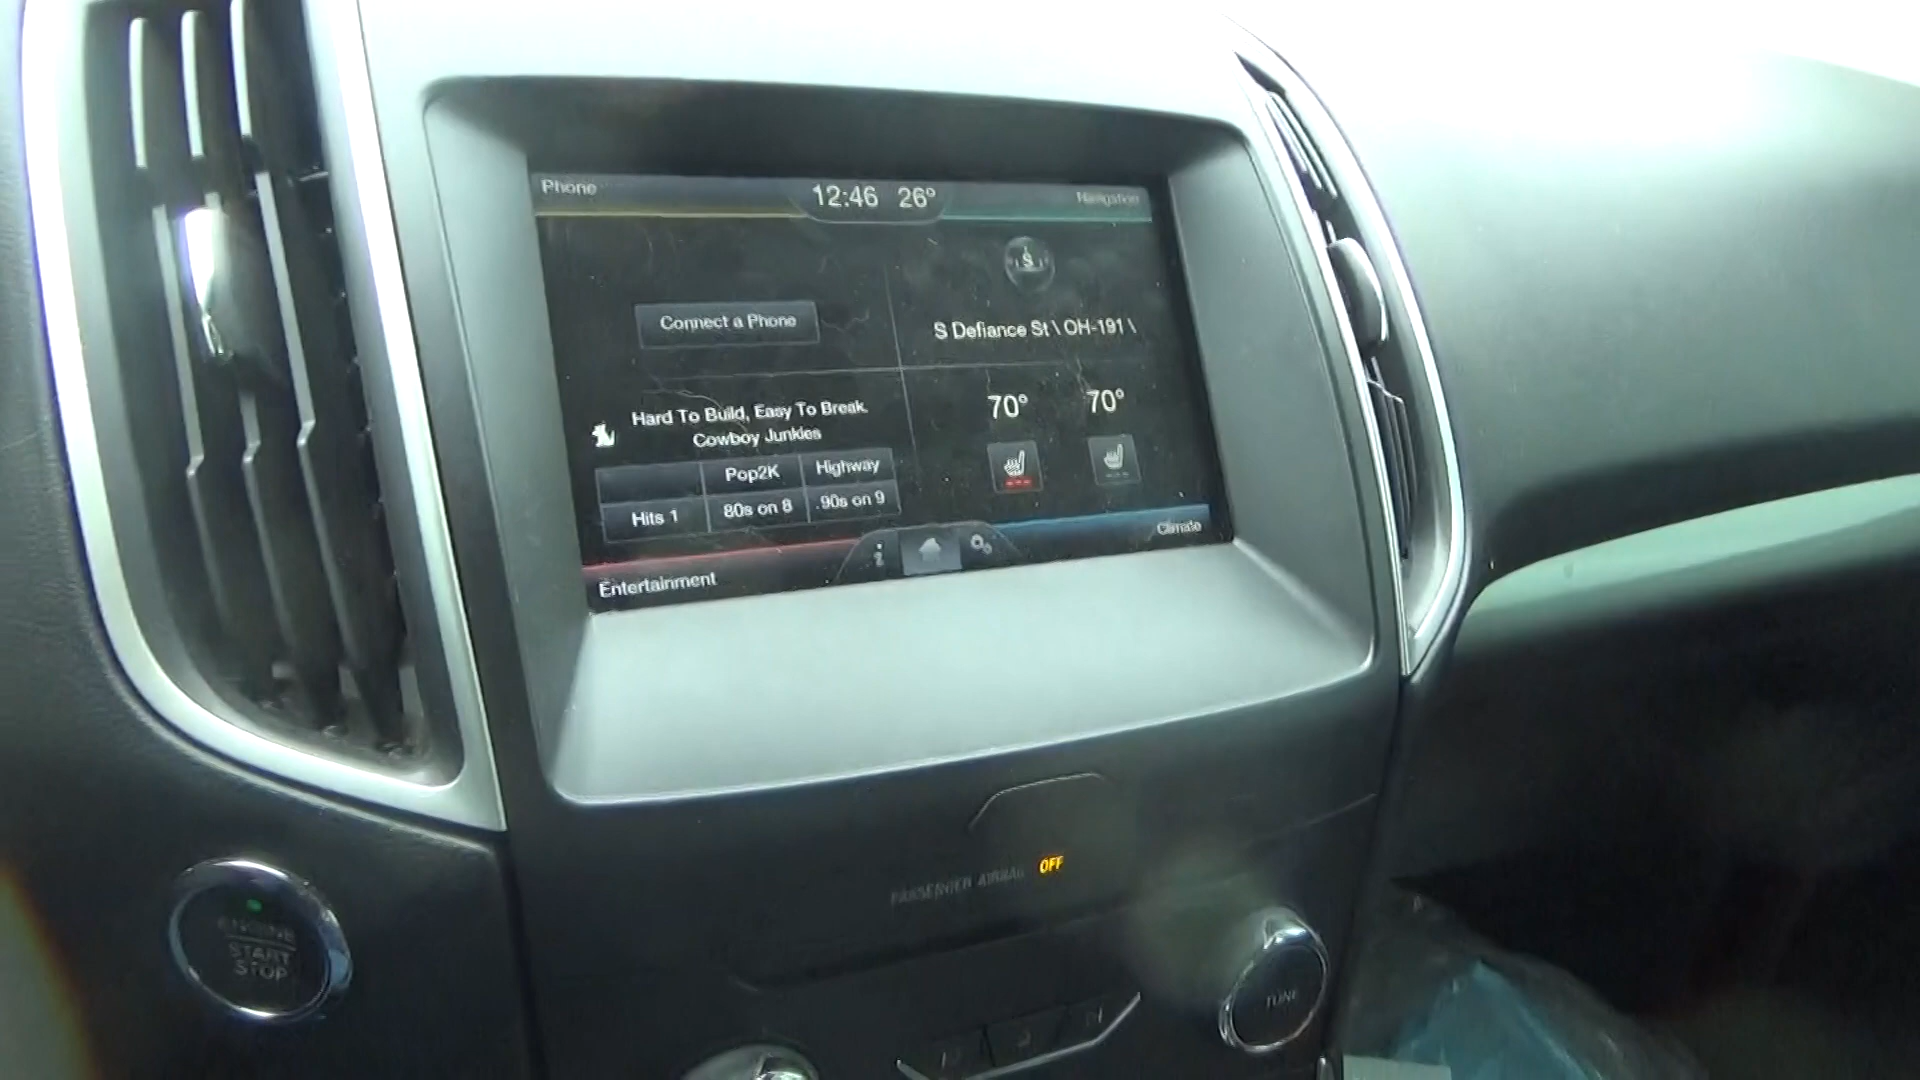 Phone
12:46 26°
Navigation
S
Connect a Phone
S Defiance St \ OH-191 \
Hard To Build, Easy To Break
Cowboy Junkies
70° 70°
Pop2K Highway
Hits 1 80s on 8 90s on 9
Climate
Entertainment
PASSENGER AIRBAG OFF
ENGINE
START
STOP
TUNE